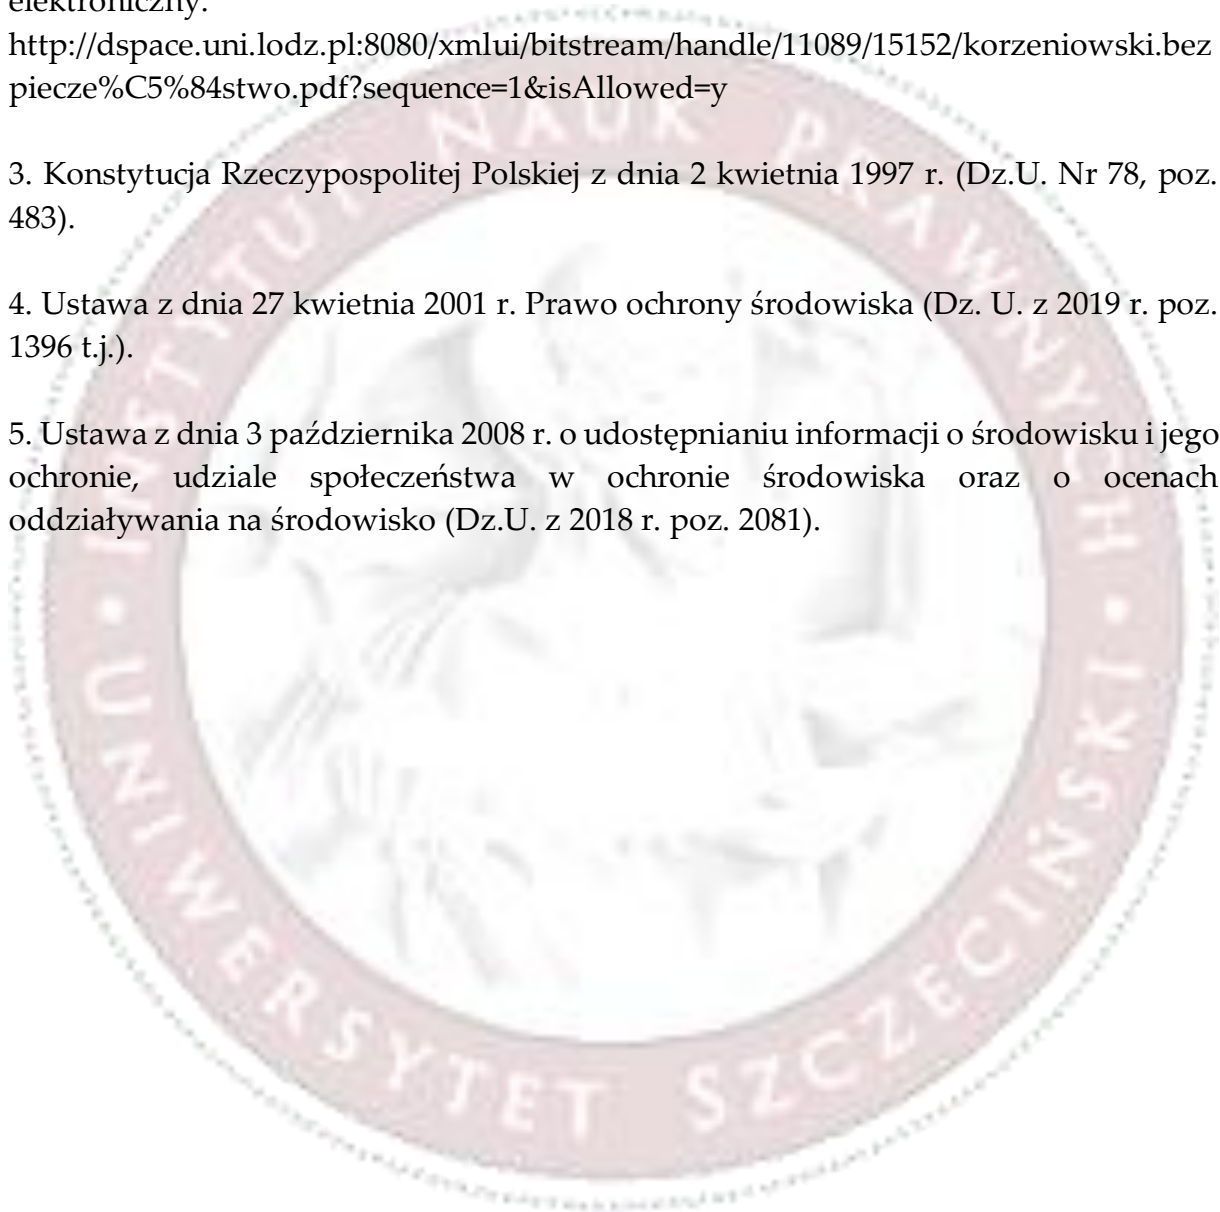 elektroniczny:
http://dspace.uni.lodz.pl:8080/xmlui/bitstream/handle/11089/15152/korzeniowski.bez
piecze%C5%84stwo.pdf?sequence=1&isAllowed=y
3. Konstytucja Rzeczypospolitej Polskiej z dnia 2 kwietnia 1997 r. (Dz.U. Nr 78, poz.
483).
4. Ustawa z dnia 27 kwietnia 2001 r. Prawo ochrony środowiska (Dz. U. z 2019 r. poz.
1396 t.j.).
5. Ustawa z dnia 3 października 2008 r. o udostępnianiu informacji o środowisku i jego
ochronie, udziale społeczeństwa w ochronie środowiska oraz o ocenach
oddziaływania na środowisko (Dz.U. z 2018 r. poz. 2081).
INSTYTUT NAUK PRAWNYCH
• UNIWERSYTET SZCZECIŃSKI •